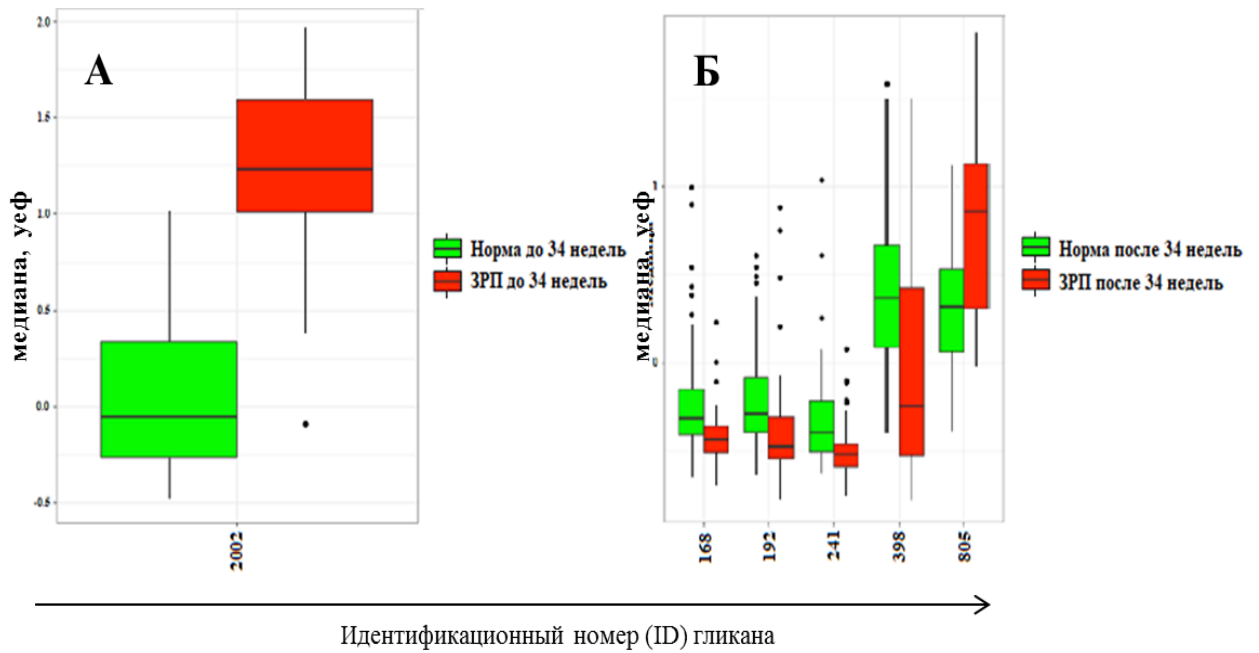 А
2.0
1.5
1.0
0.5
0.0
-0.5
медиана, уеф
2002
Норма до 34 недель
ЗРП до 34 недель
Б
1
0
медиана, уеф
168
192
241
398
805
Норма после 34 недель
ЗРП после 34 недель
Идентификационный номер (ID) гликана